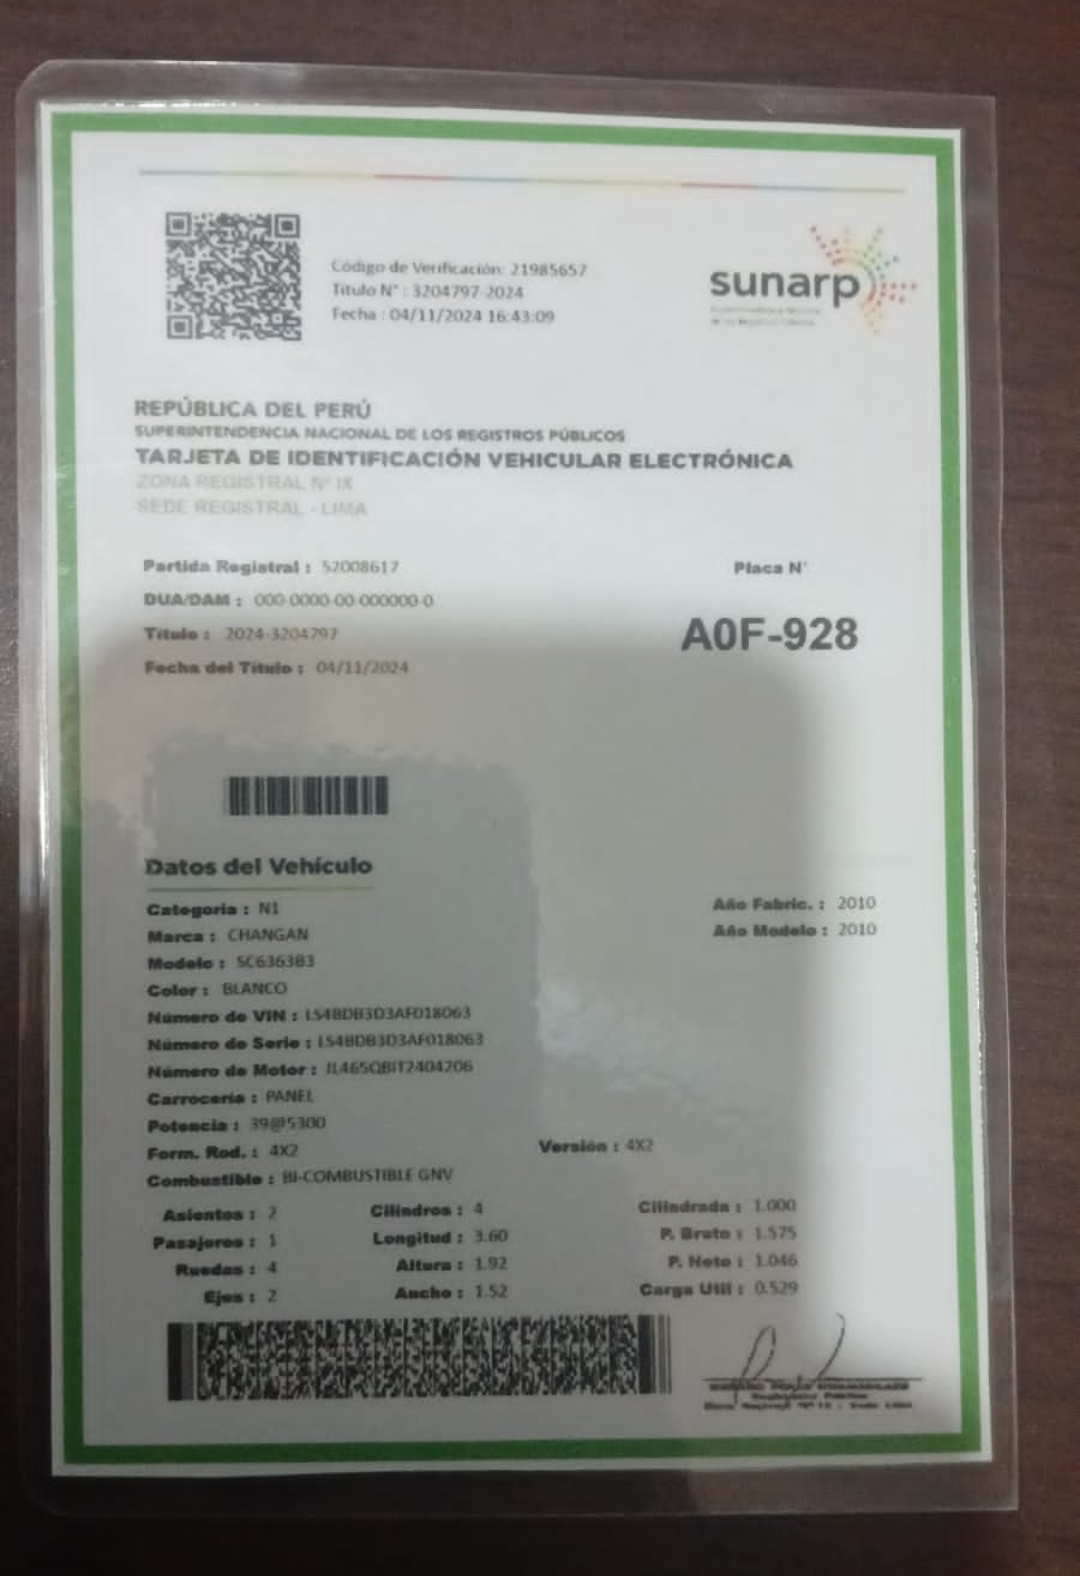 Código de Verificación: 21985657
Titulo N° : 3204797-2024
Fecha : 04/11/2024 16:43:09
sunarp
REPÚBLICA DEL PERÚ
SUPERINTENDENCIA NACIONAL DE LOS REGISTROS PÚBLICOS
TARJETA DE IDENTIFICACIÓN VEHICULAR ELECTRÓNICA
ZONA REGISTRAL N° IX
SEDE REGISTRAL - LIMA
Partida Registral : 52008617
Placa N°
DUA/DAM : 000-0000-00-000000-0
Titulo : 2024-3204797
A0F-928
Fecha del Titulo : 04/11/2024
Datos del Vehículo
Categoria : N1
Año Fabric. : 2010
Marca : CHANGAN
Año Modelo : 2010
Modelo : SC6363B3
Color : BLANCO
Número de VIN : LS4BDB3D3AF018063
Número de Serie : LS4BDB3D3AF018063
Número de Motor :
Carrocería : PANEL
Potencia : 39@5300
Form. Rod. : 4X2
Versión : 4X2
Combustible : BI-COMBUSTIBLE GNV
Asientos : 2
Cilindros : 4
Cilindrada : 1.000
Pasajeros : 1
Longitud : 3.60
P. Bruto : 1.575
Ruedas : 4
Altura : 1.92
P. Neto : 1.046
Ejes : 2
Ancho : 1.52
Carga Util : 0.529